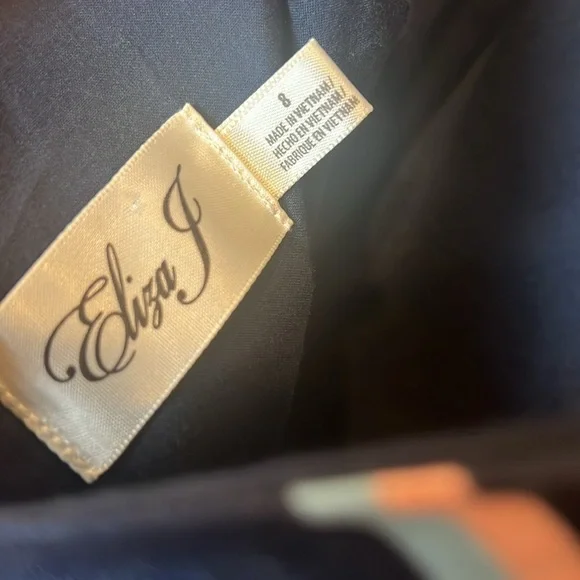 Eliza J
8
MADE IN VIETNAM/
HECHO EN VIETNAM/
FABRIQUE EN VIETNAM